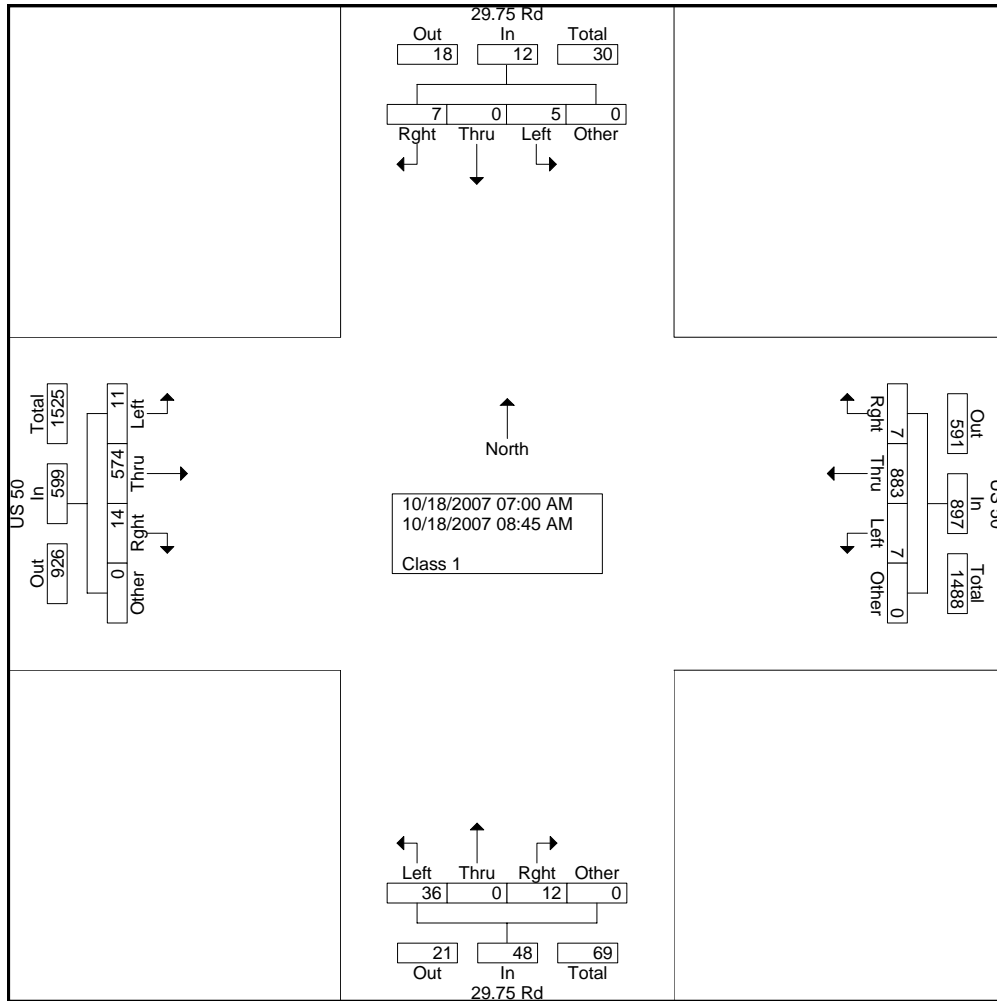 29.75 Rd
Out In Total
18 12 30
7 0 5 0
Rght Thru Left Other
US 50
Total In Out
1525 599 926
11 574 14 0
Left Thru Rght Other
North
10/18/2007 07:00 AM
10/18/2007 08:45 AM
Class 1
Rght Thru Left Other
7 883 7 0
Out In Total
591 897 1488
US 50
Left Thru Rght Other
36 0 12 0
21 48 69
Out In Total
29.75 Rd